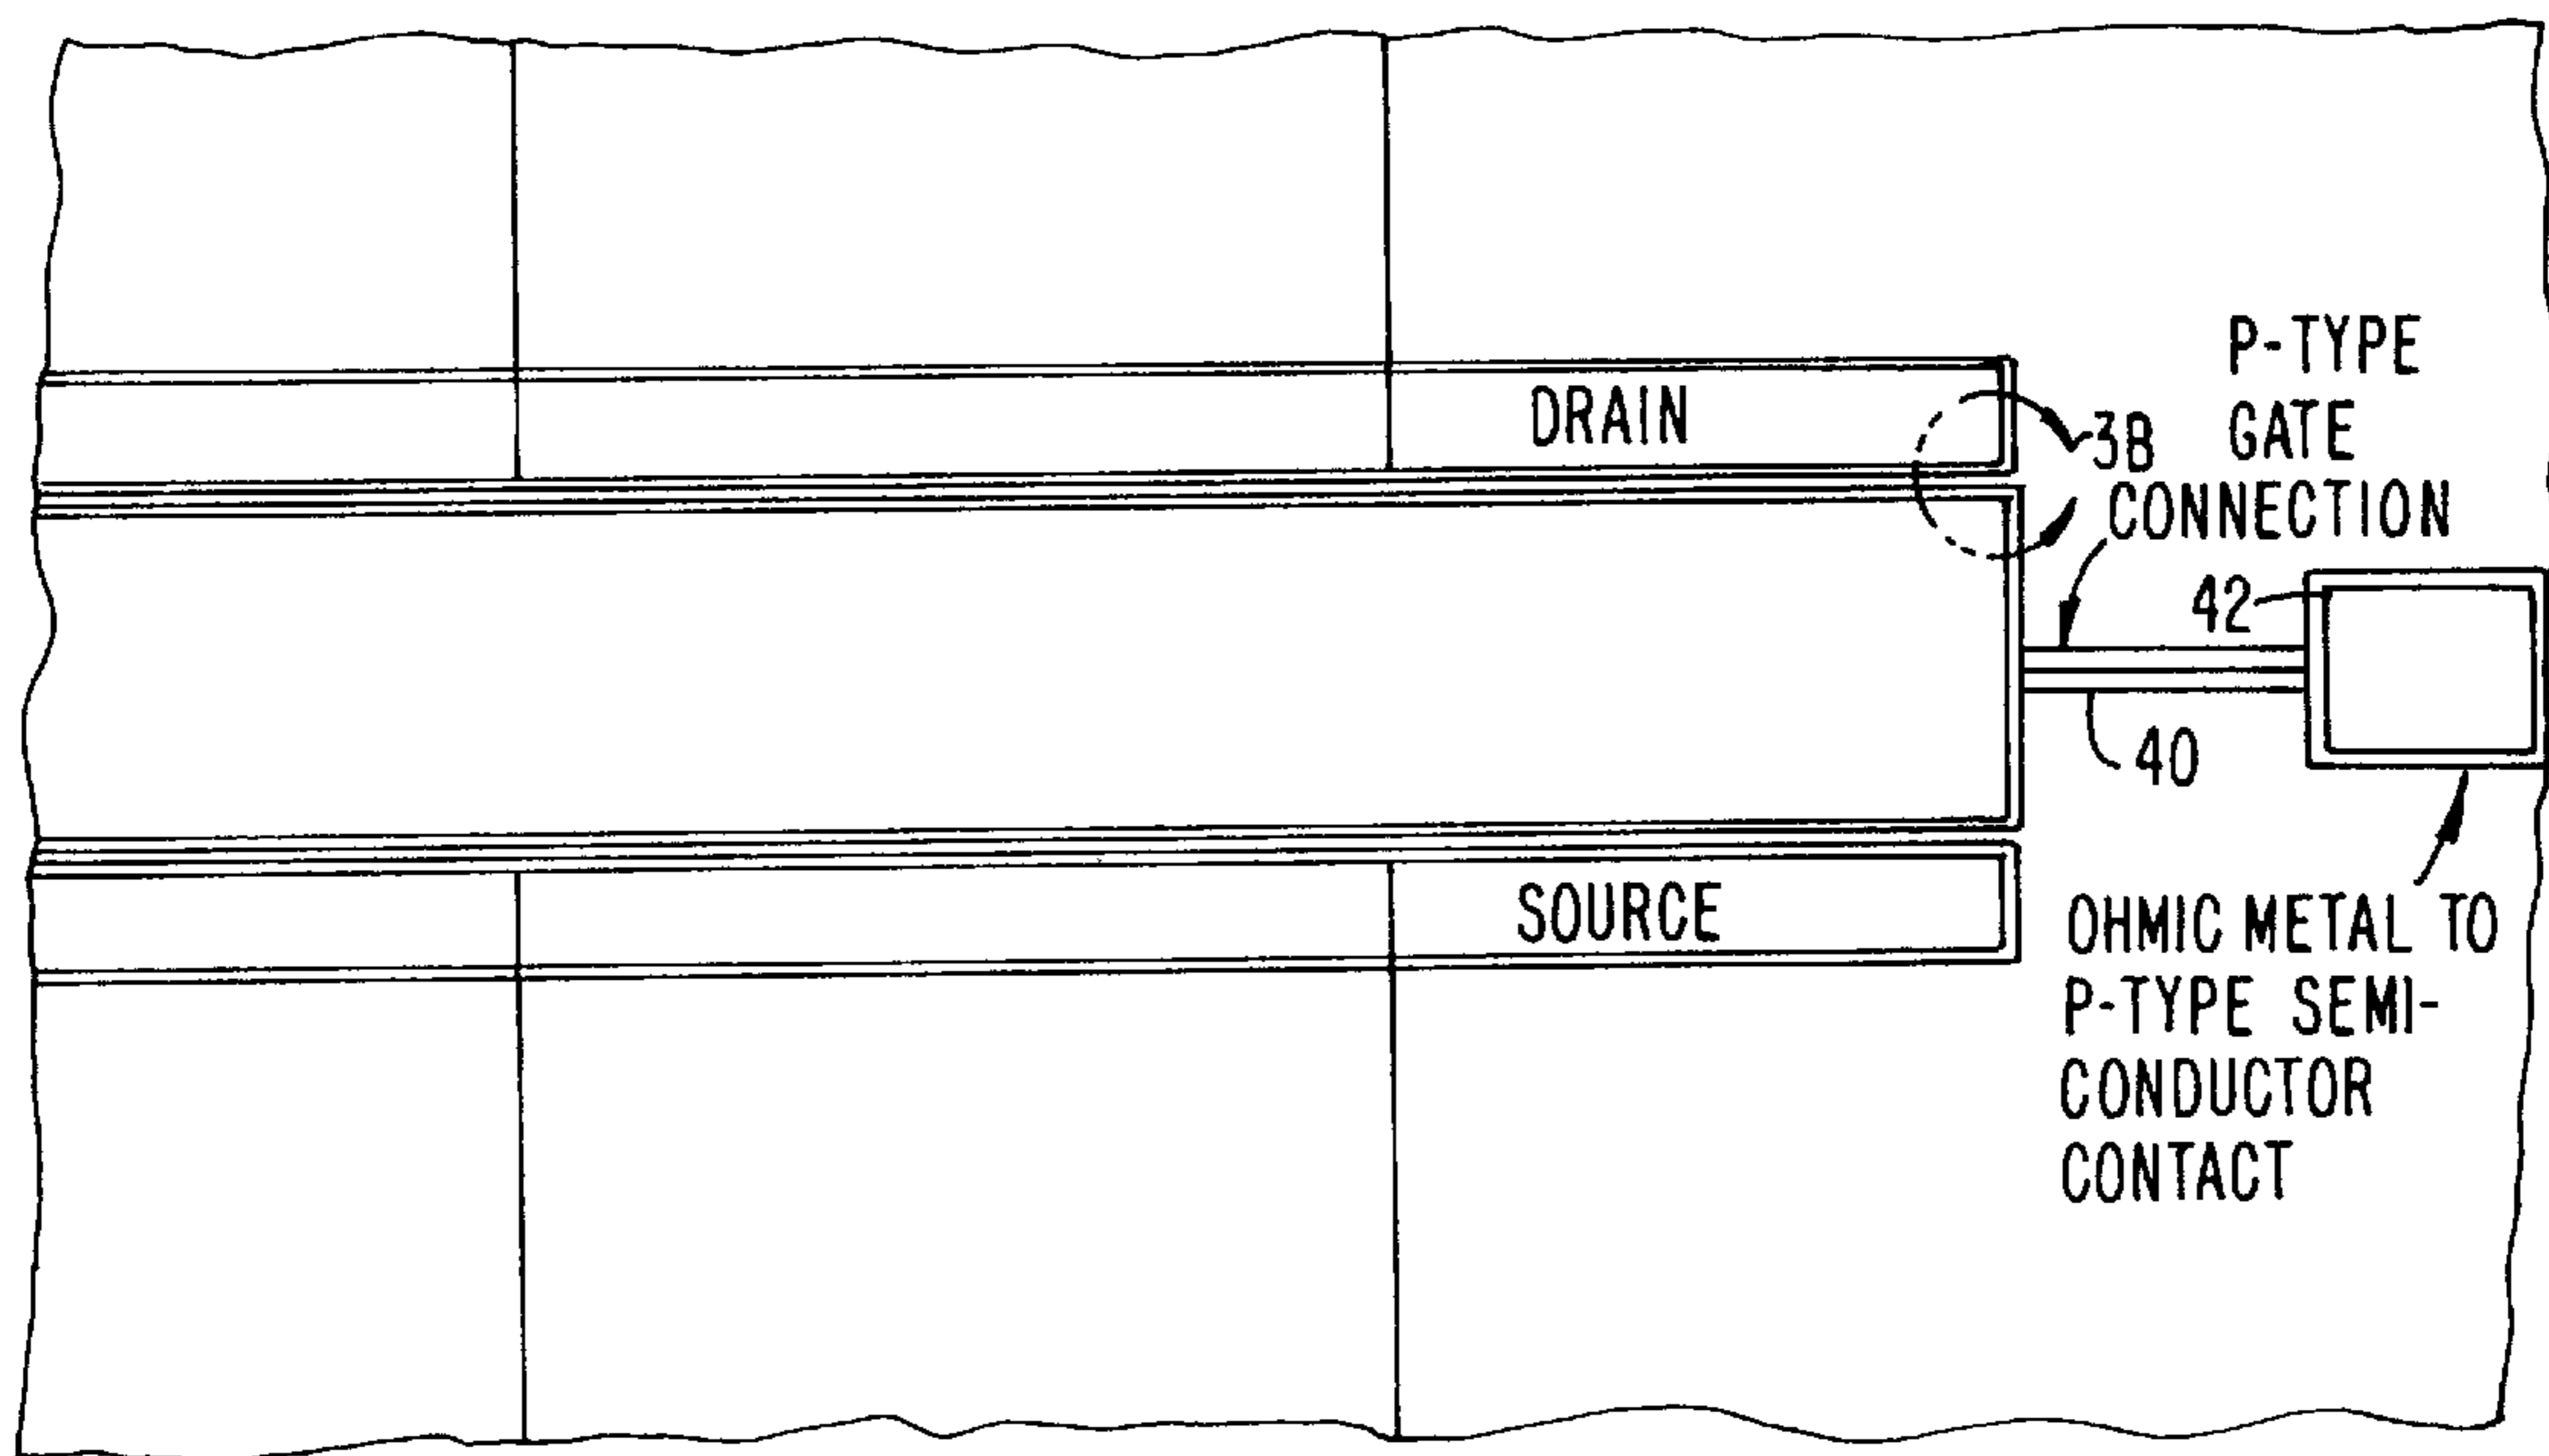 P-TYPE
GATE
CONNECTION
DRAIN
3B
42
40
SOURCE
OHMIC METAL TO
P-TYPE SEMI-
CONDUCTOR
CONTACT